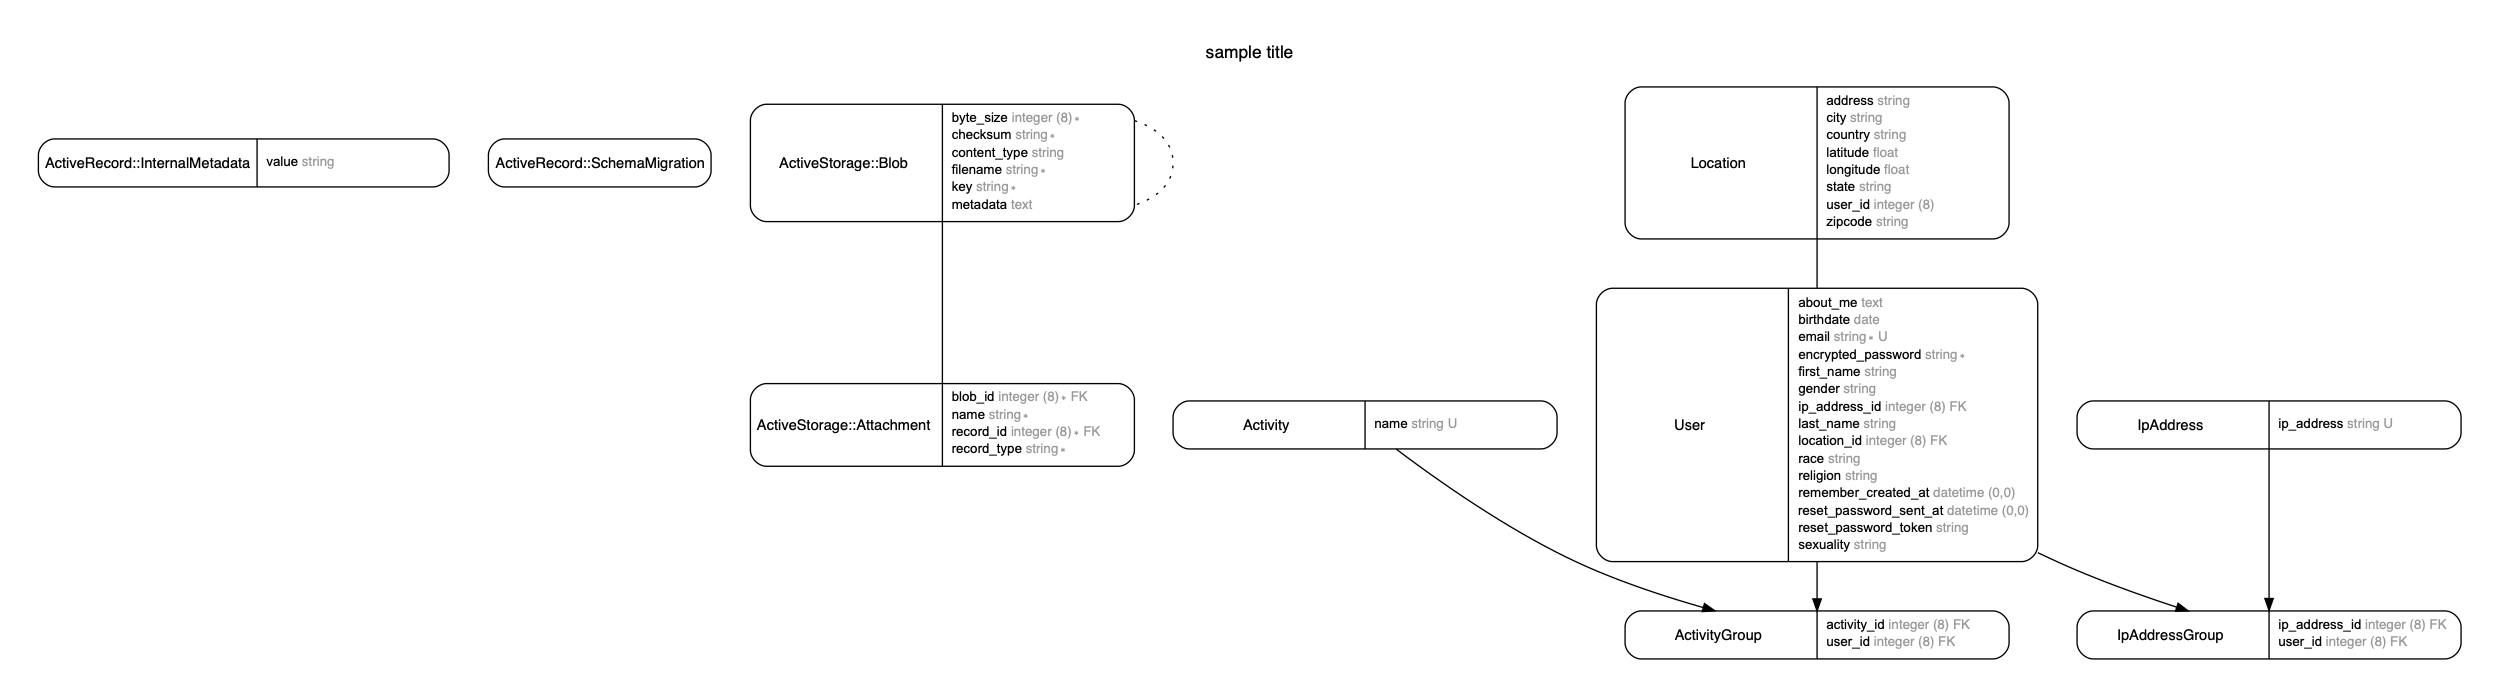 sample title
ActiveRecord::InternalMetadata
value string
ActiveRecord::SchemaMigration
ActiveStorage::Blob
byte_size integer (8) ∗
checksum string ∗
content_type string
filename string ∗
key string ∗
metadata text
Location
address string
city string
country string
latitude float
longitude float
state string
user_id integer (8)
zipcode string
ActiveStorage::Attachment
blob_id integer (8) ∗ FK
name string ∗
record_id integer (8) ∗ FK
record_type string ∗
Activity
name string U
User
about_me text
birthdate date
email string ∗ U
encrypted_password string ∗
first_name string
gender string
ip_address_id integer (8) FK
last_name string
location_id integer (8) FK
race string
religion string
remember_created_at datetime (0,0)
reset_password_sent_at datetime (0,0)
reset_password_token string
sexuality string
IpAddress
ip_address string U
ActivityGroup
activity_id integer (8) FK
user_id integer (8) FK
IpAddressGroup
ip_address_id integer (8) FK
user_id integer (8) FK